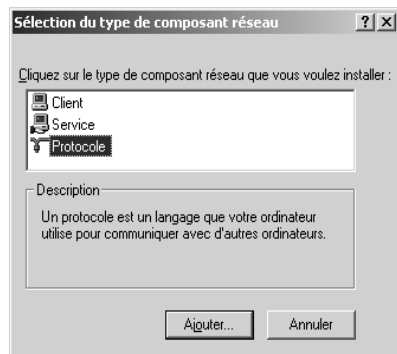 Sélection du type de composant réseau
Cliquez sur le type de composant réseau que vous voulez installer :
Client
Service
Protocole
Description
Un protocole est un langage que votre ordinateur
utilise pour communiquer avec d'autres ordinateurs.
Ajouter...
Annuler